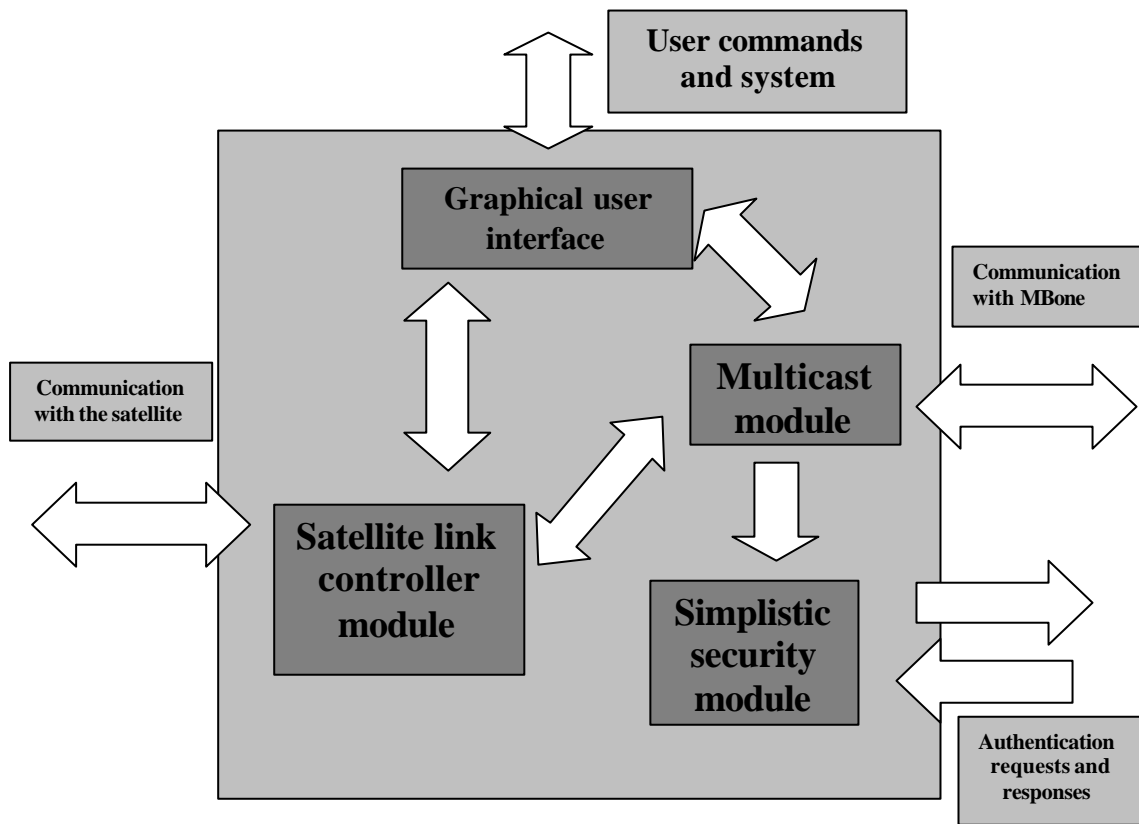 User commands
and system
Graphical user
interface
Communication
with MBone
Multicast
module
Communication
with the satellite
Satellite link
controller
module
Simplistic
security
module
Authentication
requests and
responses